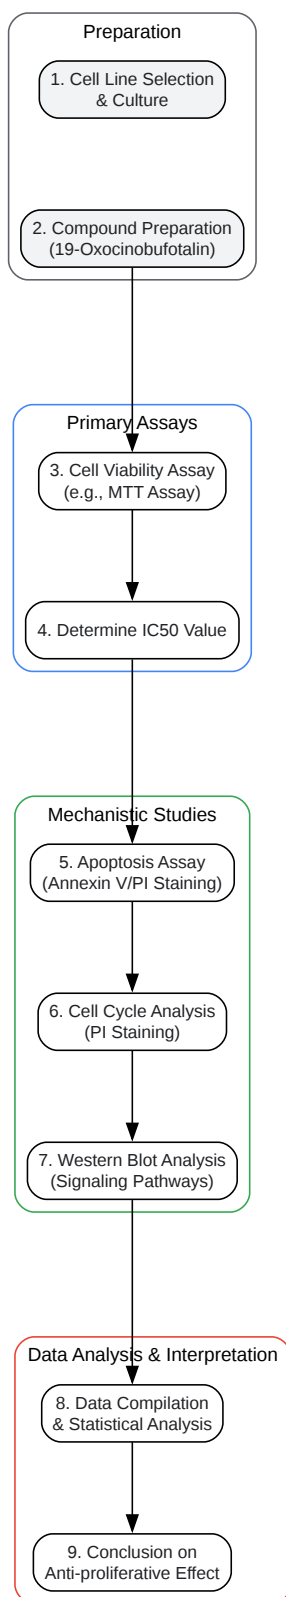 Preparation
1. Cell Line Selection
& Culture
2. Compound Preparation
(19-Oxocinobufotalin)
Primary Assays
3. Cell Viability Assay
(e.g., MTT Assay)
4. Determine IC50 Value
Mechanistic Studies
5. Apoptosis Assay
(Annexin V/PI Staining)
6. Cell Cycle Analysis
(PI Staining)
7. Western Blot Analysis
(Signaling Pathways)
Data Analysis & Interpretation
8. Data Compilation
& Statistical Analysis
9. Conclusion on
Anti-proliferative Effect